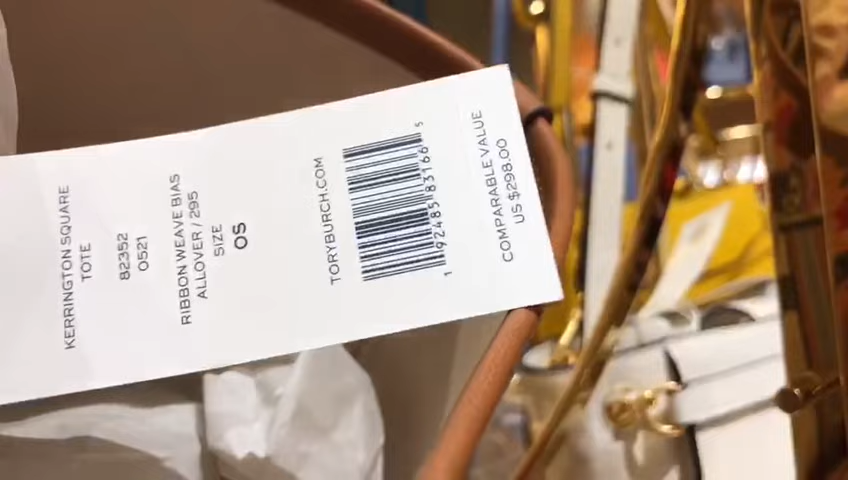 KERRINGTON SQUARE
TOTE
82352
0521
RIBBON WEAVE BIAS
ALLOVER / 295
SIZE
OS
TORYBURCH.COM
1 92485 83166 5
COMPARABLE VALUE
US $298.00